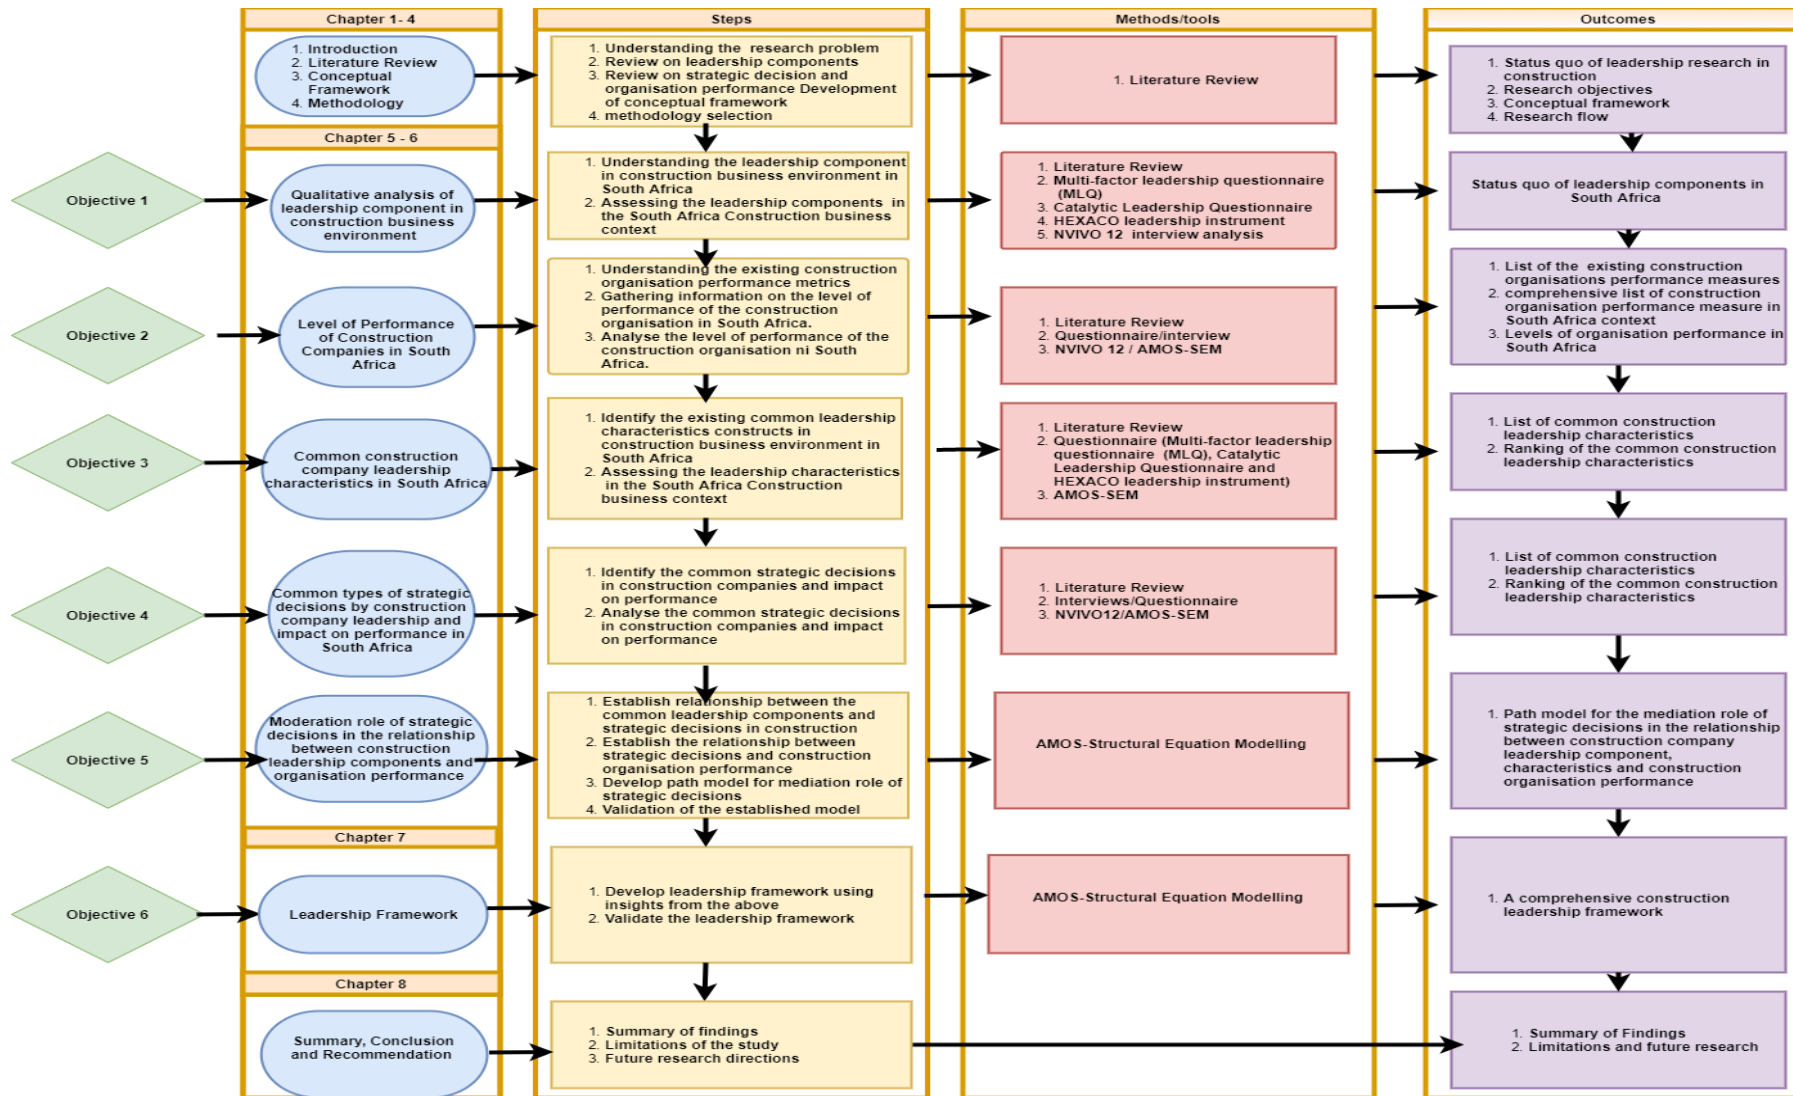 Chapter 1- 4
Steps
Methods/tools
Outcomes
1. Introduction
2. Literature Review
3. Conceptual
Framework
4. Methodology
1. Understanding the research problem
2. Review on leadership components
3. Review on strategic decision and
organisation performance Development
of conceptual framework
4. methodology selection
1. Literature Review
1. Status quo of leadership research in
construction
2. Research objectives
3. Conceptual framework
4. Research flow
Chapter 5 - 6
Objective 1
Qualitative analysis of
leadership component in
construction business
environment
1. Understanding the leadership component
in construction business environment in
South Africa
2. Assessing the leadership components in
the South Africa Construction business
context
1. Literature Review
2. Multi-factor leadership questionnaire
(MLQ)
3. Catalytic Leadership Questionnaire
4. HEXACO leadership instrument
5. NVIVO 12 interview analysis
Status quo of leadership components in
South Africa
Objective 2
Level of Performance
of Construction
Companies in South
Africa
1. Understanding the existing construction
organisation performance metrics
2. Gathering information on the level of
performance of the construction
organisation in South Africa.
3. Analyse the level of performance of the
construction organisation ni South
Africa.
1. Literature Review
2. Questionnaire/interview
3. NVIVO 12 / AMOS-SEM
1. List of the existing construction
organisations performance measures
2. comprehensive list of construction
organisation performance measure in
South Africa context
3. Levels of organisation performance in
South Africa
Objective 3
Common construction
company leadership
characteristics in South Africa
1. Identify the existing common leadership
characteristics constructs in
construction business environment in
South Africa
2. Assessing the leadership characteristics
in the South Africa Construction
business context
1. Literature Review
2. Questionnaire (Multi-factor leadership
questionnaire (MLQ), Catalytic
Leadership Questionnaire and
HEXACO leadership instrument)
3. AMOS-SEM
1. List of common construction
leadership characteristics
2. Ranking of the common construction
leadership characteristics
Objective 4
Common types of strategic
decisions by construction
company leadership and
impact on performance in
South Africa
1. Identify the common strategic decisions
in construction companies and impact
on performance
2. Analyse the common strategic decisions
in construction companies and impact
on performance
1. Literature Review
2. Interviews/Questionnaire
3. NVIVO12/AMOS-SEM
1. List of common construction
leadership characteristics
2. Ranking of the common construction
leadership characteristics
Objective 5
Moderation role of strategic
decisions in the relationship
between construction
leadership components and
organisation performance
1. Establish relationship between the
common leadership components and
strategic decisions in construction
2. Establish the relationship between
strategic decisions and construction
organisation performance
3. Develop path model for mediation role of
strategic decisions
4. Validation of the established model
AMOS-Structural Equation Modelling
1. Path model for the mediation role of
strategic decisions in the relationship
between construction company
leadership component,
characteristics and construction
organisation performance
Chapter 7
Objective 6
Leadership Framework
1. Develop leadership framework using
insights from the above
2. Validate the leadership framework
AMOS-Structural Equation Modelling
1. A comprehensive construction
leadership framework
Chapter 8
Summary, Conclusion
and Recommendation
1. Summary of findings
2. Limitations of the study
3. Future research directions
1. Summary of Findings
2. Limitations and future research